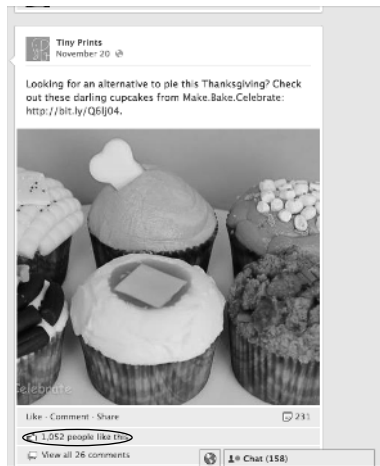 Tiny Prints
November 20
Looking for an alternative to pie this Thanksgiving? Check
out these darling cupcakes from Make.Bake.Celebrate:
http://bit.ly/Q6lJ04.
Celebrate
Like · Comment · Share 231
1,052 people like this
View all 26 comments
Chat (158)